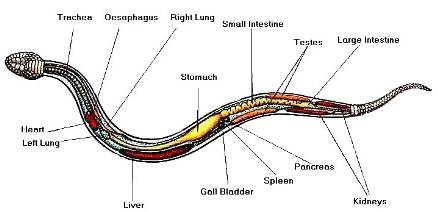 Trachea
Oesophagus
Right Lung
Small Intestine
Testes
Large Intestine
Stomach
Heart
Left Lung
Liver
Gall Bladder
Spleen
Pancreas
Kidneys